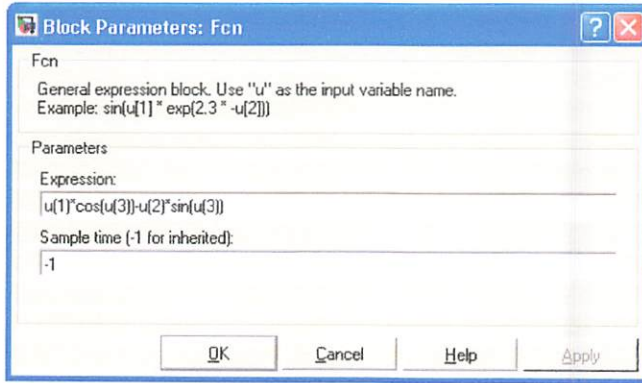 Block Parameters: Fcn
Fcn
General expression block. Use "u" as the input variable name.
Example: sin(u[1] * exp(2.3 * -u[2]))
Parameters
Expression:
u(1)*cos(u(3))-u(2)*sin(u(3))
Sample time (-1 for inherited):
-1
OK Cancel Help Apply